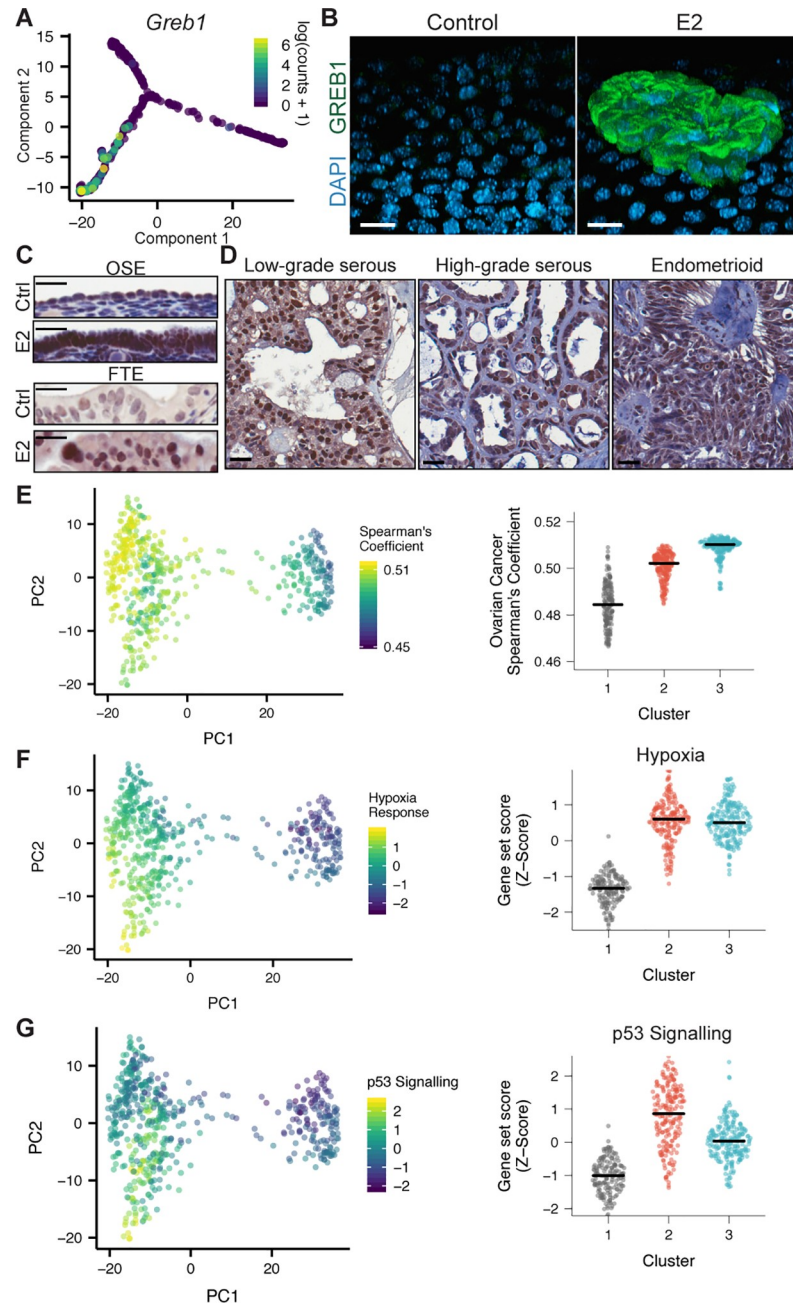 A
Greb1
15
10
5
0
−5
−10
−20
0
20
Component 2
Component 1
6
4
2
0
log(counts + 1)
B
Control
E2
DAPI GREB1
C
OSE
Ctrl
E2
FTE
Ctrl
E2
D
Low-grade serous
High-grade serous
Endometrioid
E
10
0
−10
−20
−20
0
20
PC2
PC1
Spearman's
Coefficient
0.51
0.45
0.52
0.50
0.48
0.46
Ovarian Cancer
Spearman's Coefficient
1
2
3
Cluster
F
10
0
−10
−20
−20
0
20
PC2
PC1
Hypoxia
Response
1
0
−1
−2
Hypoxia
1
0
−1
−2
Gene set score
(Z−Score)
1
2
3
Cluster
G
10
0
−10
−20
−20
0
20
PC2
PC1
p53 Signalling
2
1
0
−1
−2
p53 Signalling
2
1
0
−1
−2
Gene set score
(Z−Score)
1
2
3
Cluster